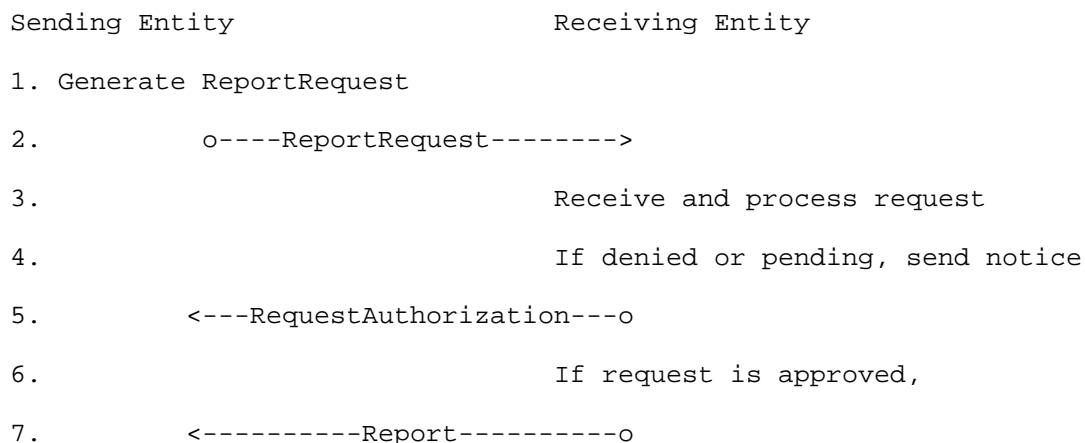 Sending Entity                      Receiving Entity
1. Generate ReportRequest
2.          o----ReportRequest-------->
3.                                  Receive and process request
4.                                  If denied or pending, send notice
5.         <---RequestAuthorization---o
6.                                  If request is approved,
7.         <----------Report----------o